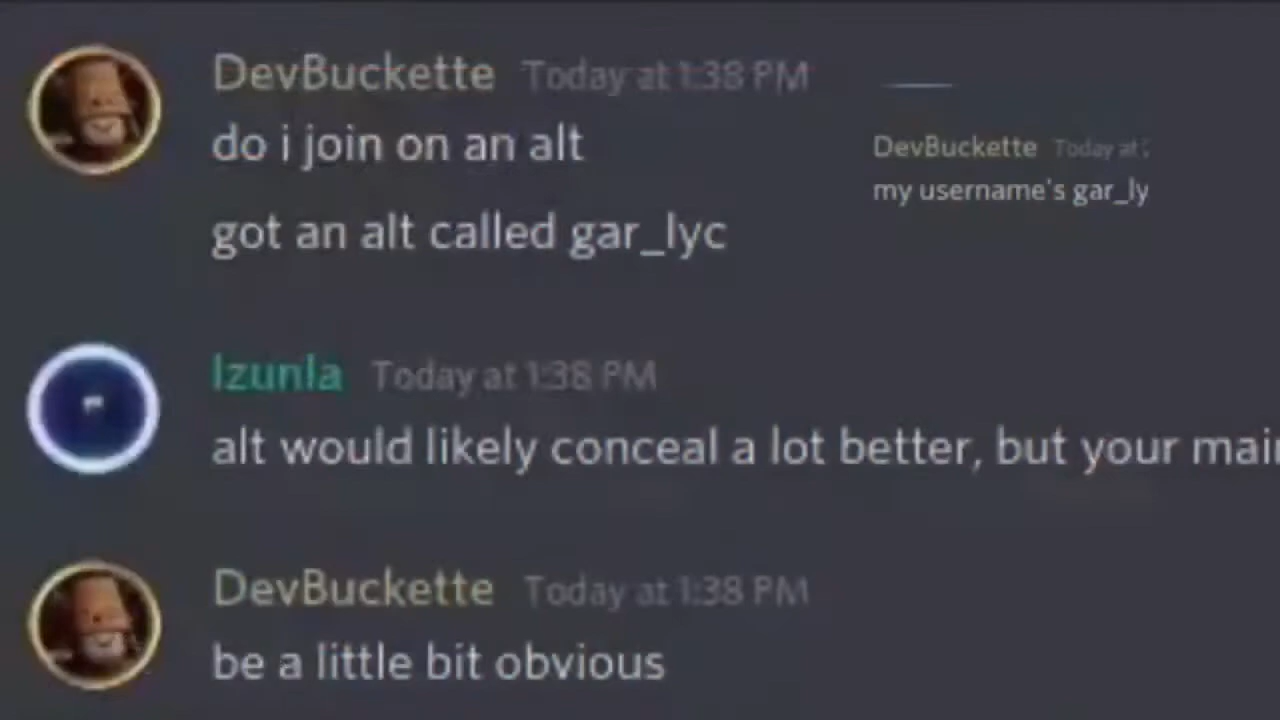 DevBuckette Today at 1:38 PM
do i join on an alt
got an alt called gar_lyc
DevBuckette Today at
my username's gar_ly
Izunla Today at 1:38 PM
alt would likely conceal a lot better, but your mai
DevBuckette Today at 1:38 PM
be a little bit obvious